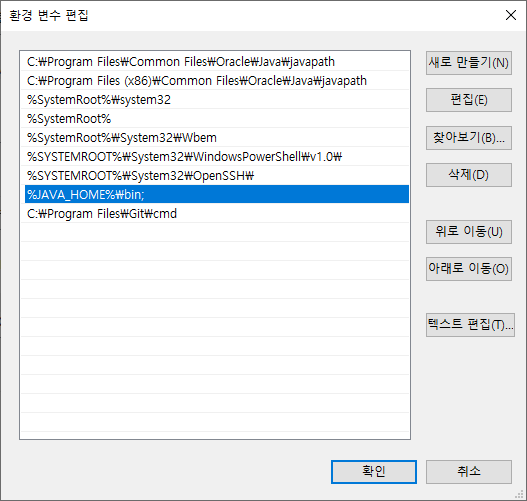 환경 변수 편집
C:₩Program Files₩Common Files₩Oracle₩Java₩javapath
C:₩Program Files (x86)₩Common Files₩Oracle₩Java₩javapath
%SystemRoot%₩system32
%SystemRoot%
%SystemRoot%₩System32₩Wbem
%SYSTEMROOT%₩System32₩WindowsPowerShell₩v1.0₩
%SYSTEMROOT%₩System32₩OpenSSH₩
%JAVA_HOME%₩bin;
C:₩Program Files₩Git₩cmd
새로 만들기(N)
편집(E)
찾아보기(B)...
삭제(D)
위로 이동(U)
아래로 이동(O)
텍스트 편집(T)...
확인
취소